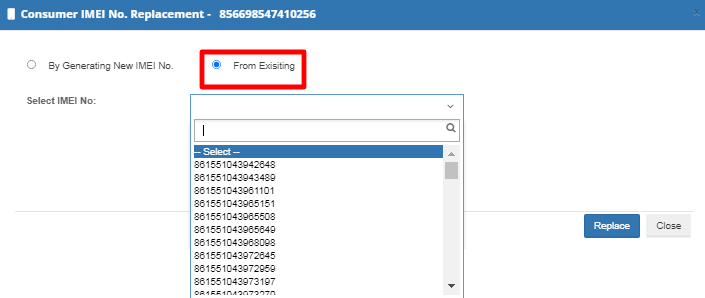 Consumer IMEI No. Replacement - 856698547410256
By Generating New IMEI No. From Exisiting
Select IMEI No:
-- Select --
861551043942648
861551043943489
861551043961101
861551043965151
861551043965508
861551043965649
861551043968098
861551043972645
861551043972959
861551043973197
861551043973270
Replace Close